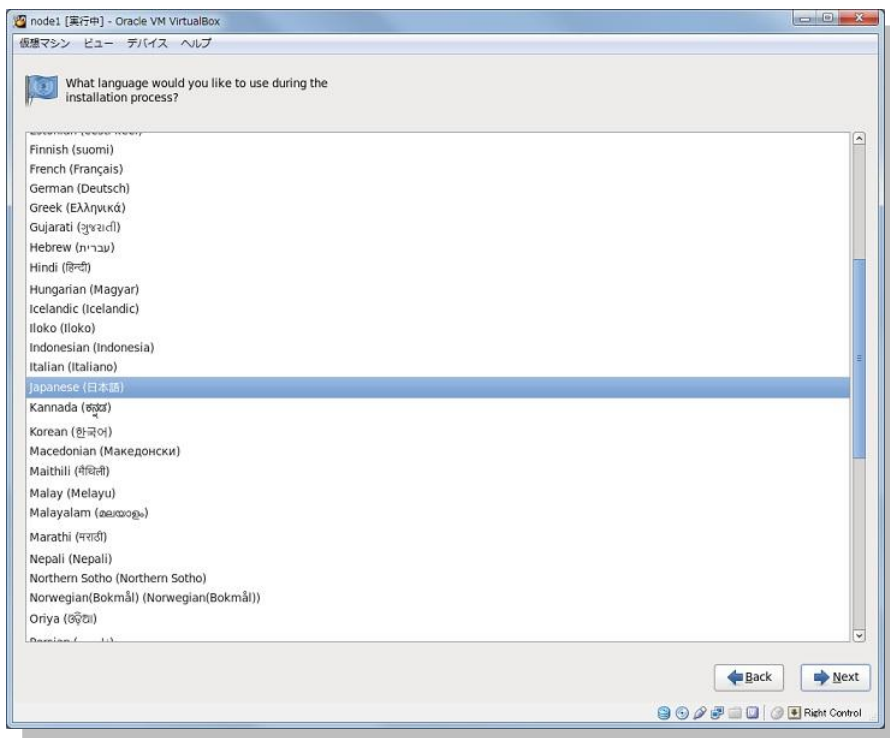 node1 [実行中] - Oracle VM VirtualBox
仮想マシン ビュー デバイス ヘルプ
What language would you like to use during the
installation process?
Finnish (suomi)
French (Français)
German (Deutsch)
Greek (Ελληνικά)
Gujarati (ગુજરાતી)
Hebrew (עברית)
Hindi (हिन्दी)
Hungarian (Magyar)
Icelandic (Icelandic)
Iloko (Iloko)
Indonesian (Indonesia)
Italian (Italiano)
Japanese (日本語)
Kannada (ಕನ್ನಡ)
Korean (한국어)
Macedonian (Македонски)
Maithili (मैथिली)
Malay (Melayu)
Malayalam (മലയാളം)
Marathi (मराठी)
Nepali (Nepali)
Northern Sotho (Northern Sotho)
Norwegian(Bokmål) (Norwegian(Bokmål))
Oriya (ଓଡ଼ିଆ)
Back Next
Right Control